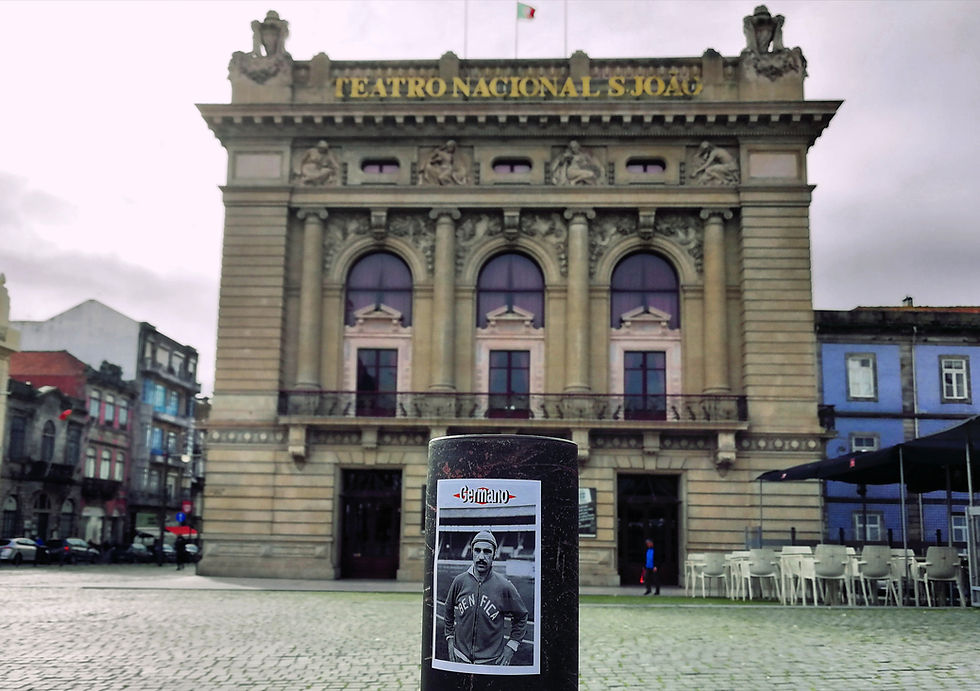 TEATRO NACIONAL S.JOÃO
Germano
BENFICA